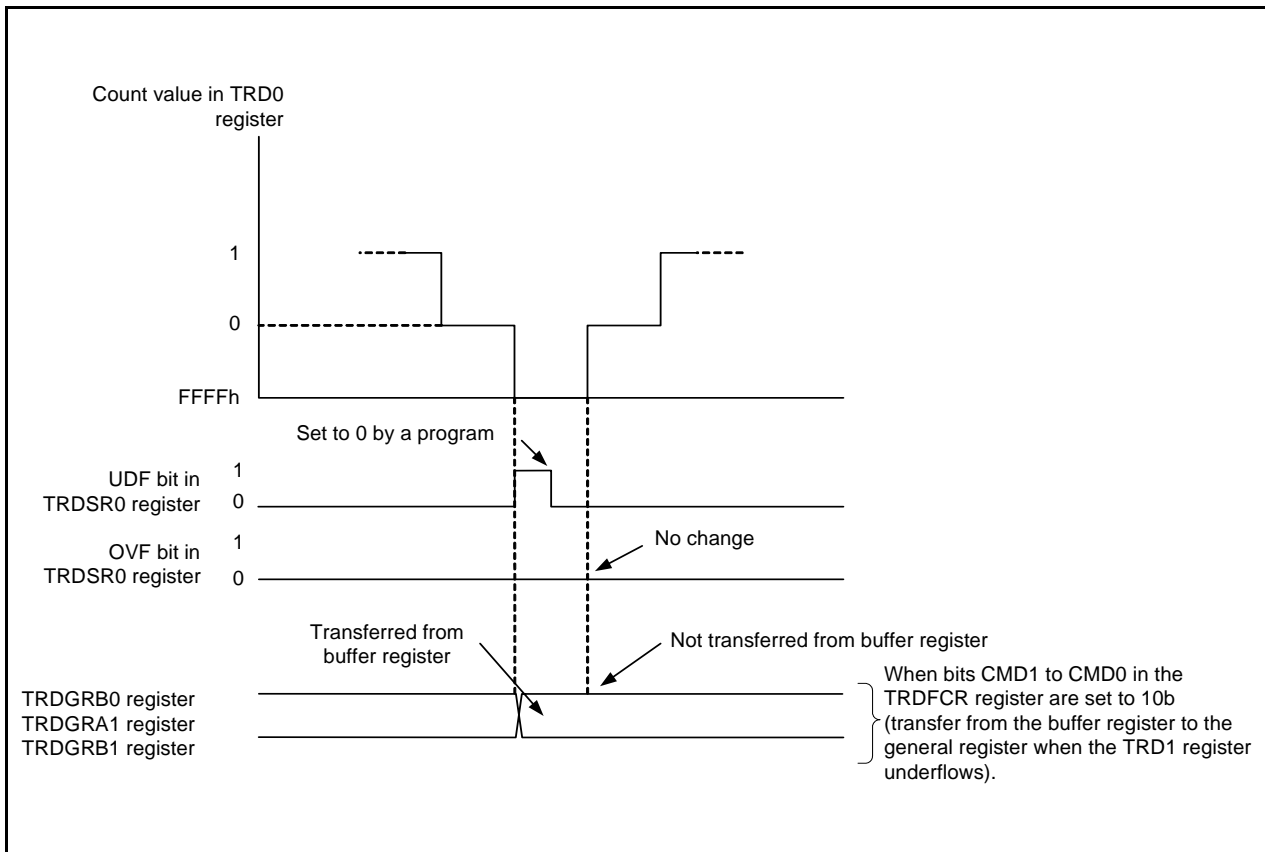 Count value in TRD0
register
1
0
FFFFh
Set to 0 by a program
UDF bit in
TRDSR0 register
1
0
OVF bit in
TRDSR0 register
1
0
No change
Transferred from
buffer register
Not transferred from buffer register
TRDGRB0 register
TRDGRA1 register
TRDGRB1 register
When bits CMD1 to CMD0 in the
TRDFCR register are set to 10b
(transfer from the buffer register to the
general register when the TRD1 register
underflows).